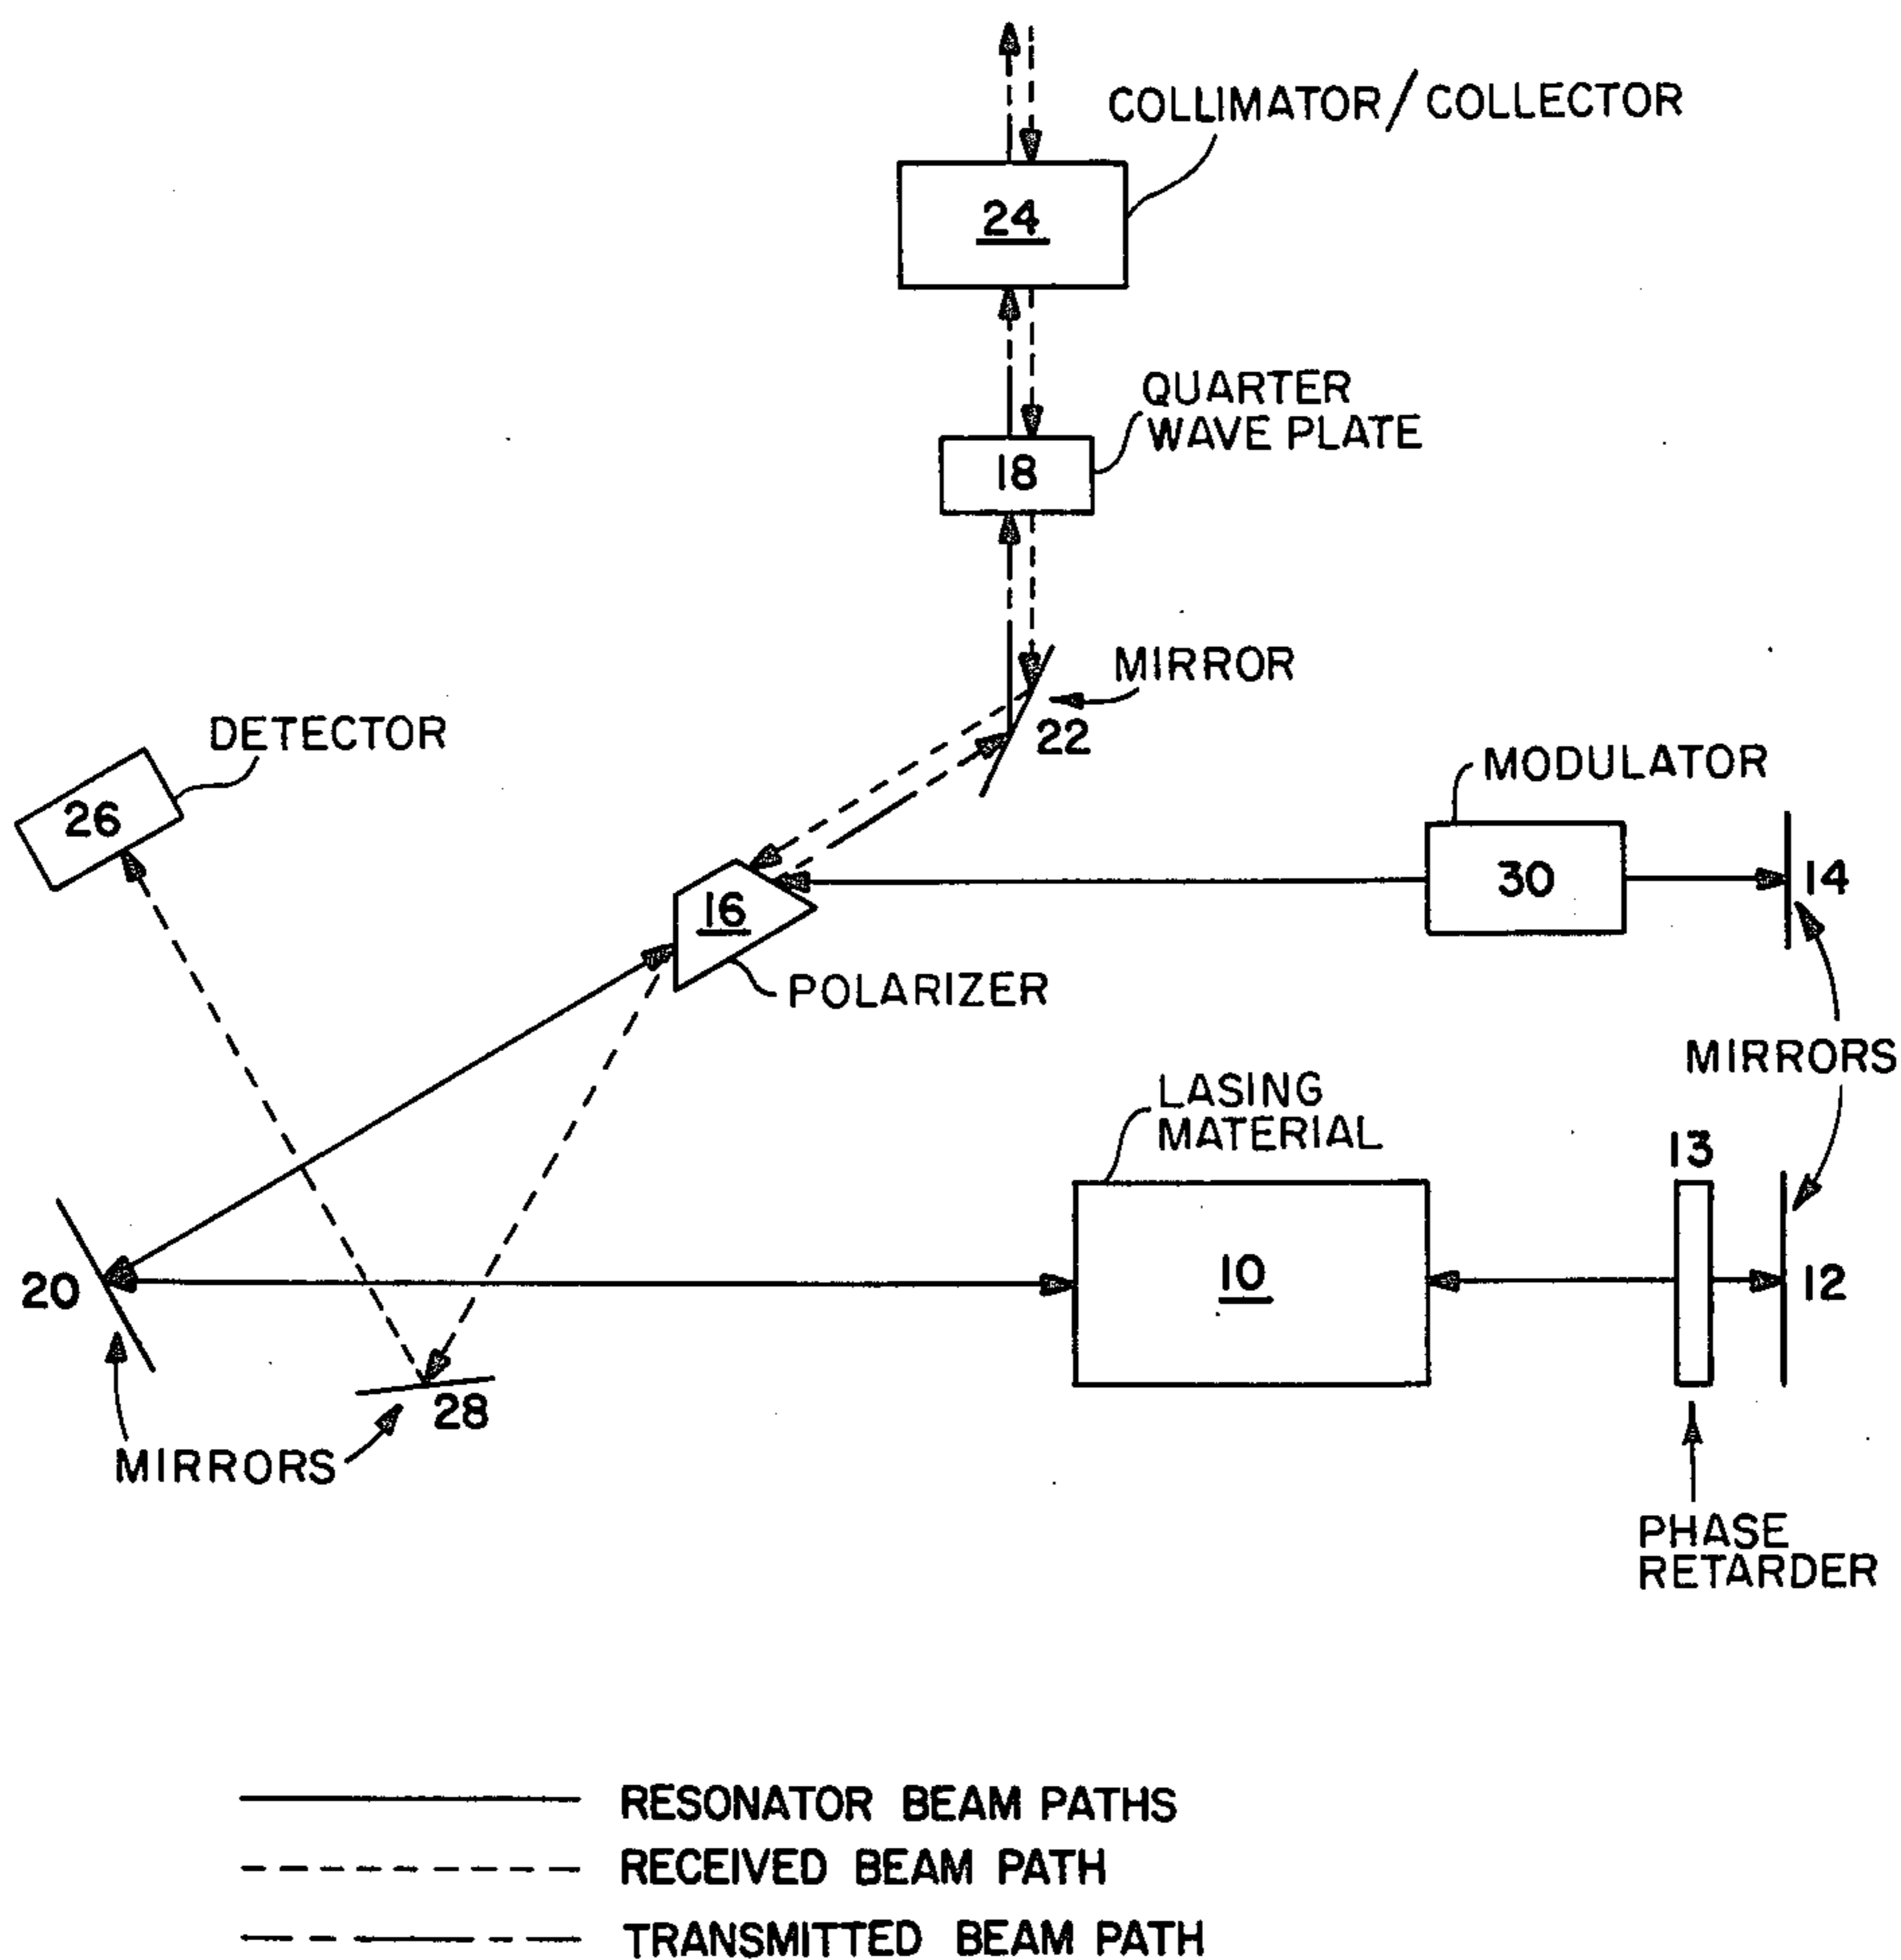 COLLIMATOR/COLLECTOR
24
QUARTER
WAVE PLATE
18
MIRROR
22
DETECTOR
26
MODULATOR
30
14
16
POLARIZER
MIRRORS
LASING
MATERIAL
13
10
12
20
28
MIRRORS
PHASE
RETARDER
RESONATOR BEAM PATHS
RECEIVED BEAM PATH
TRANSMITTED BEAM PATH